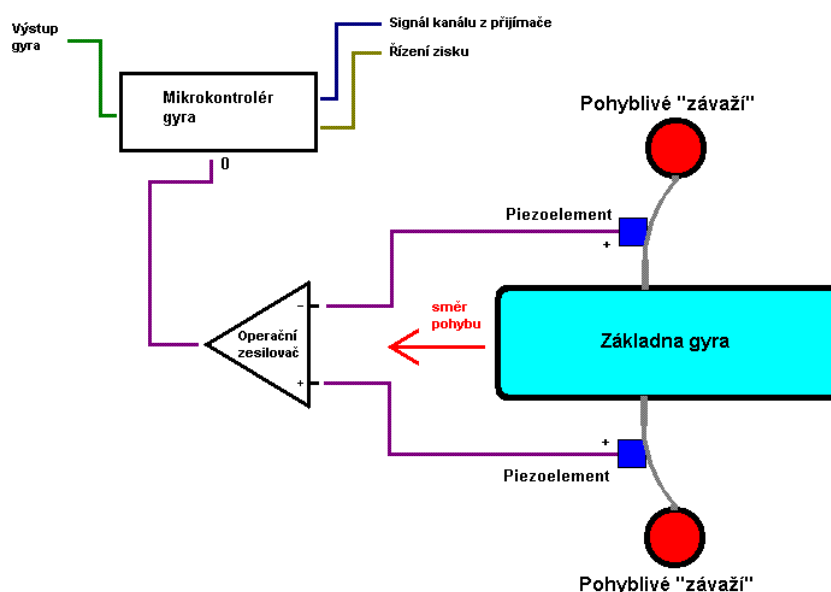 Výstup
gyra
Signál kanálu z přijímače
Řízení zisku
Mikrokontrolér
gyra
0
Pohyblivé "závaží"
Piezoelement
+
−
směr
pohybu
Operační
zesilovač
+
Základna gyra
+
Piezoelement
Pohyblivé "závaží"